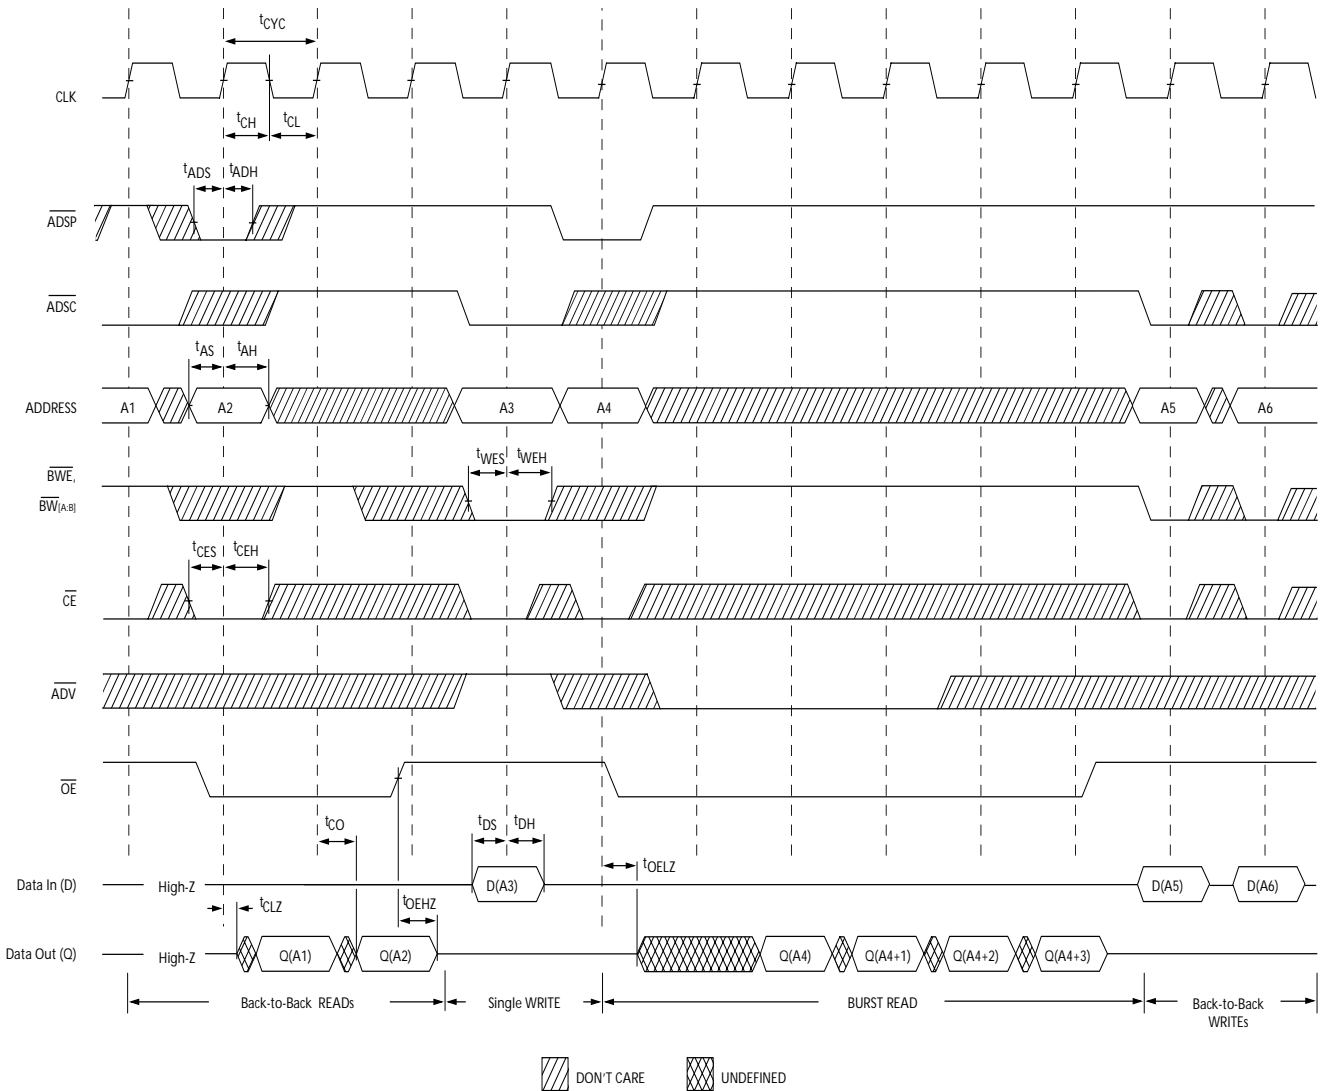 tCYC
CLK
tCH tCL
tADS tADH
ADSP
ADSC
tAS tAH
ADDRESS A1 A2 A3 A4 A5 A6
tWES tWEH
BWE,
BW[A:B]
tCES tCEH
CE
ADV
OE
tCO tDS tDH
tOELZ
Data In (D) High-Z D(A3) D(A5) D(A6)
tCLZ tOEHZ
Data Out (Q) High-Z Q(A1) Q(A2) Q(A4) Q(A4+1) Q(A4+2) Q(A4+3)
Back-to-Back READs Single WRITE BURST READ Back-to-Back
WRITEs
DON'T CARE UNDEFINED